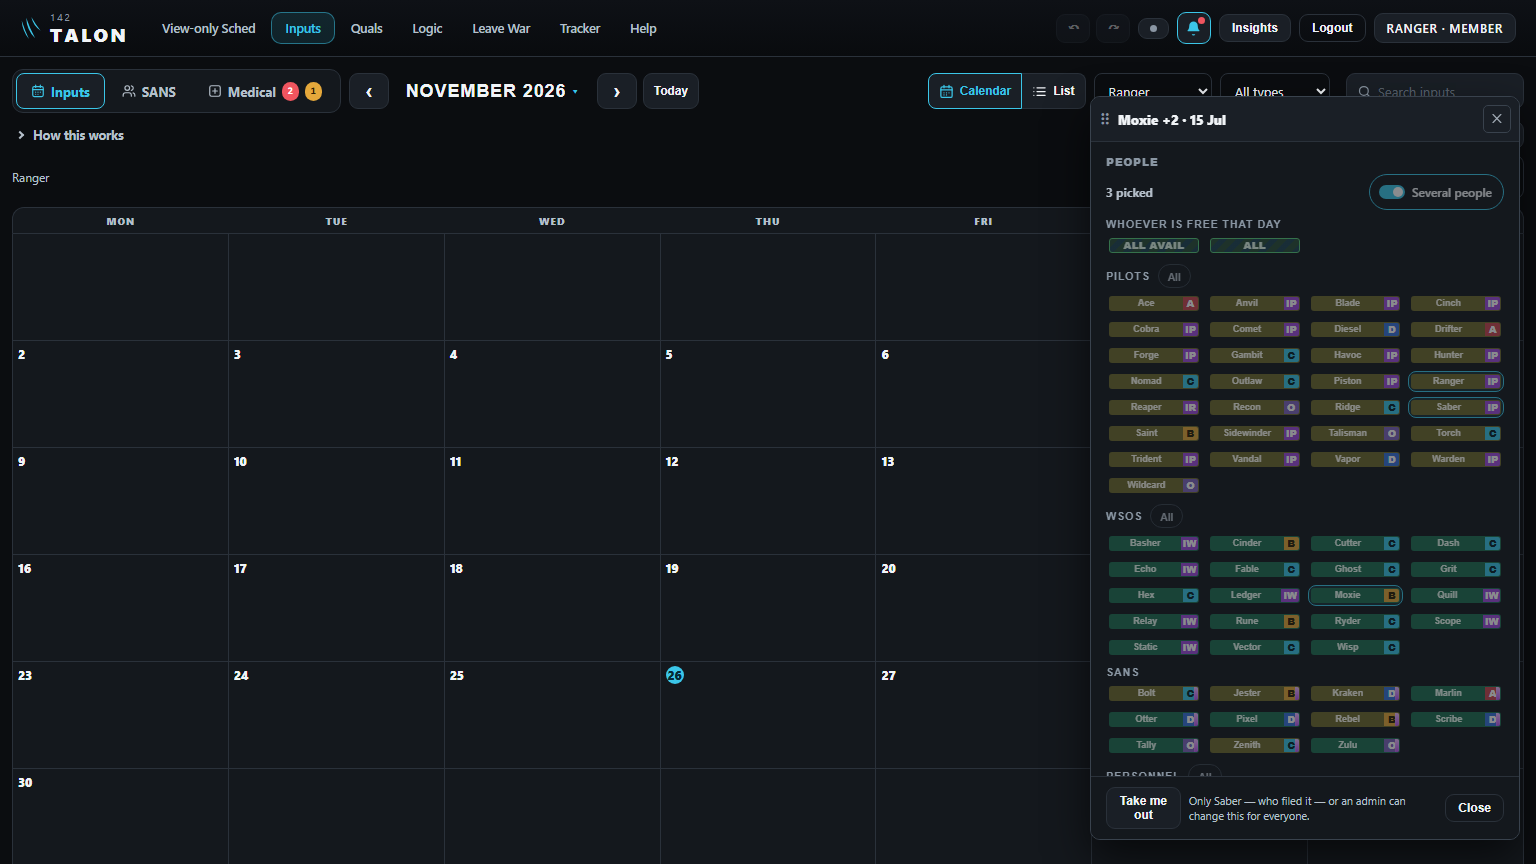 142
TALON
View-only Sched
Inputs
Quals
Logic
Leave War
Tracker
Help
Insights
Logout
RANGER · MEMBER
Inputs
SANS
Medical 2 1
‹
NOVEMBER 2026
›
Today
Calendar
List
Ranger
All types
Search inputs
How this works
Ranger
MON TUE WED THU FRI
2 3 4 5 6
9 10 11 12 13
16 17 18 19 20
23 24 25 26 27
30
Moxie +2 · 15 Jul
PEOPLE
3 picked
Several people
WHOEVER IS FREE THAT DAY
ALL AVAIL ALL
PILOTS All
Ace A Anvil IP Blade IP Cinch IP
Cobra IP Comet IP Diesel D Drifter A
Forge IP Gambit C Havoc IP Hunter IP
Nomad C Outlaw C Piston IP Ranger IP
Reaper IR Recon O Ridge C Saber IP
Saint B Sidewinder IP Talisman O Torch C
Trident IP Vandal IP Vapor D Warden IP
Wildcard O
WSOS All
Basher IW Cinder B Cutter C Dash C
Echo IW Fable C Ghost C Grit C
Hex C Ledger IW Moxie B Quill IW
Relay IW Rune B Ryder C Scope IW
Static IW Vector C Wisp C
SANS
Bolt C Jester B Kraken D Marlin A
Otter D Pixel D Rebel B Scribe D
Tally O Zenith C Zulu O
PERSONNEL All
Take me
out
Only Saber — who filed it — or an admin can
change this for everyone.
Close